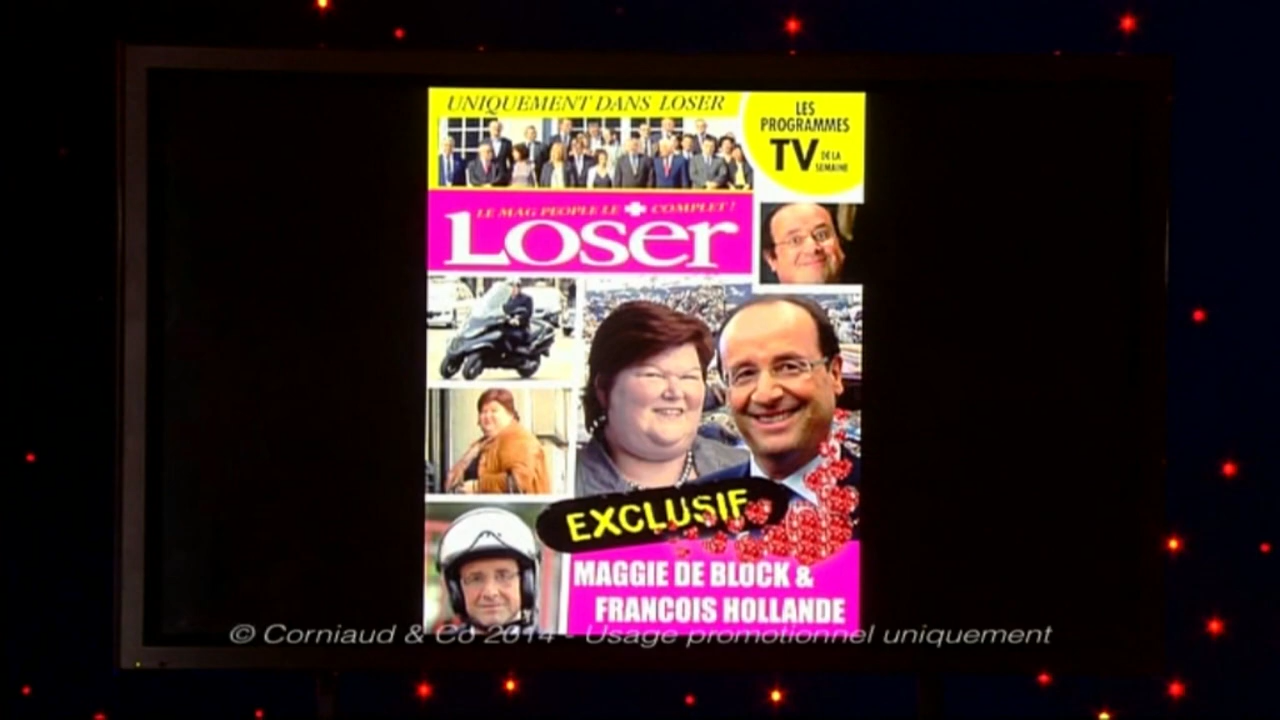 UNIQUEMENT DANS LOSER
LES
PROGRAMMES
TV DE LA
SEMAINE
LE MAG PEOPLE LE + COMPLET !
Loser
EXCLUSIF
MAGGIE DE BLOCK &
FRANCOIS HOLLANDE
© Corniaud & Co 2014 - Usage promotionnel uniquement